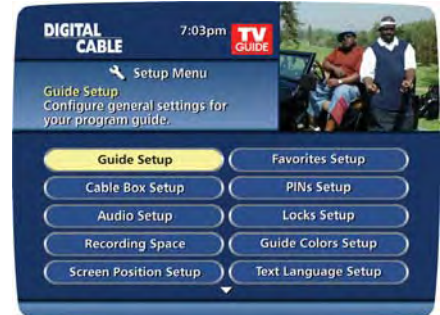 DIGITAL
CABLE
7:03pm
TV
GUIDE
Setup Menu
Guide Setup
Configure general settings for
your program guide.
Guide Setup
Favorites Setup
Cable Box Setup
PINs Setup
Audio Setup
Locks Setup
Recording Space
Guide Colors Setup
Screen Position Setup
Text Language Setup